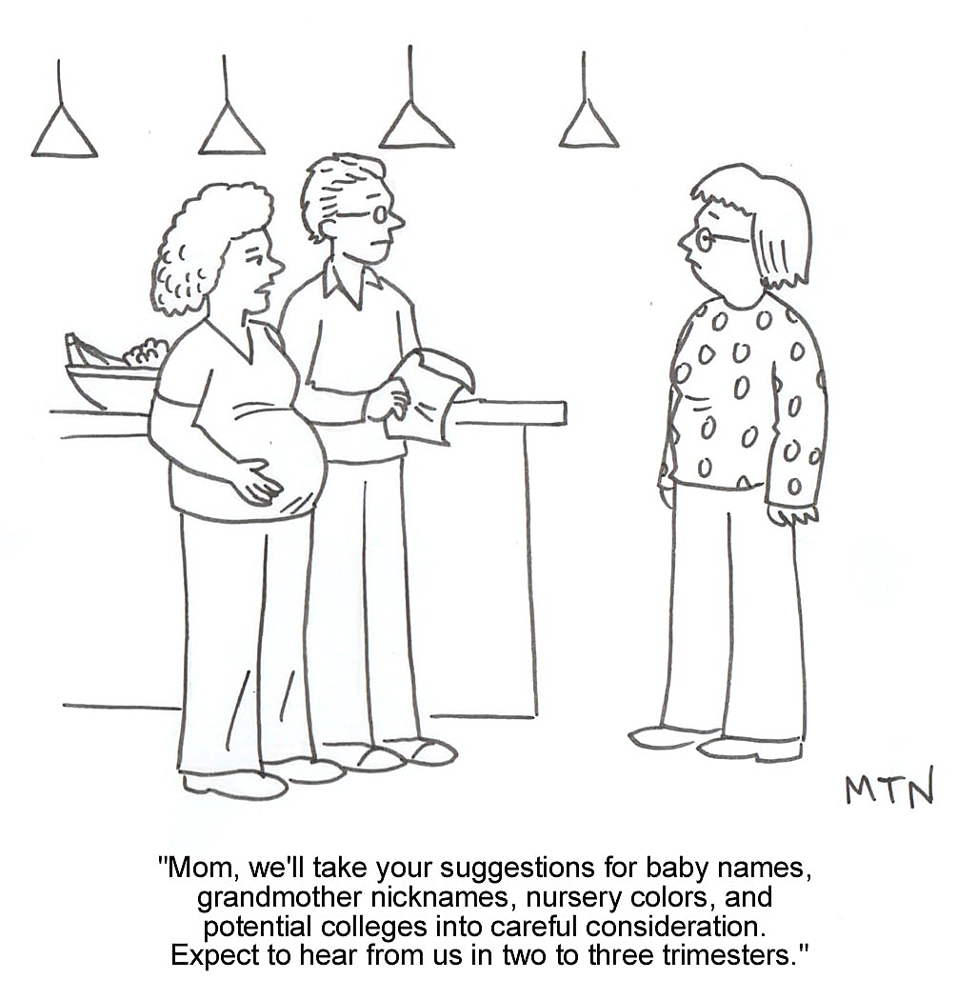 MTN
"Mom, we'll take your suggestions for baby names,
grandmother nicknames, nursery colors, and
potential colleges into careful consideration.
Expect to hear from us in two to three trimesters."